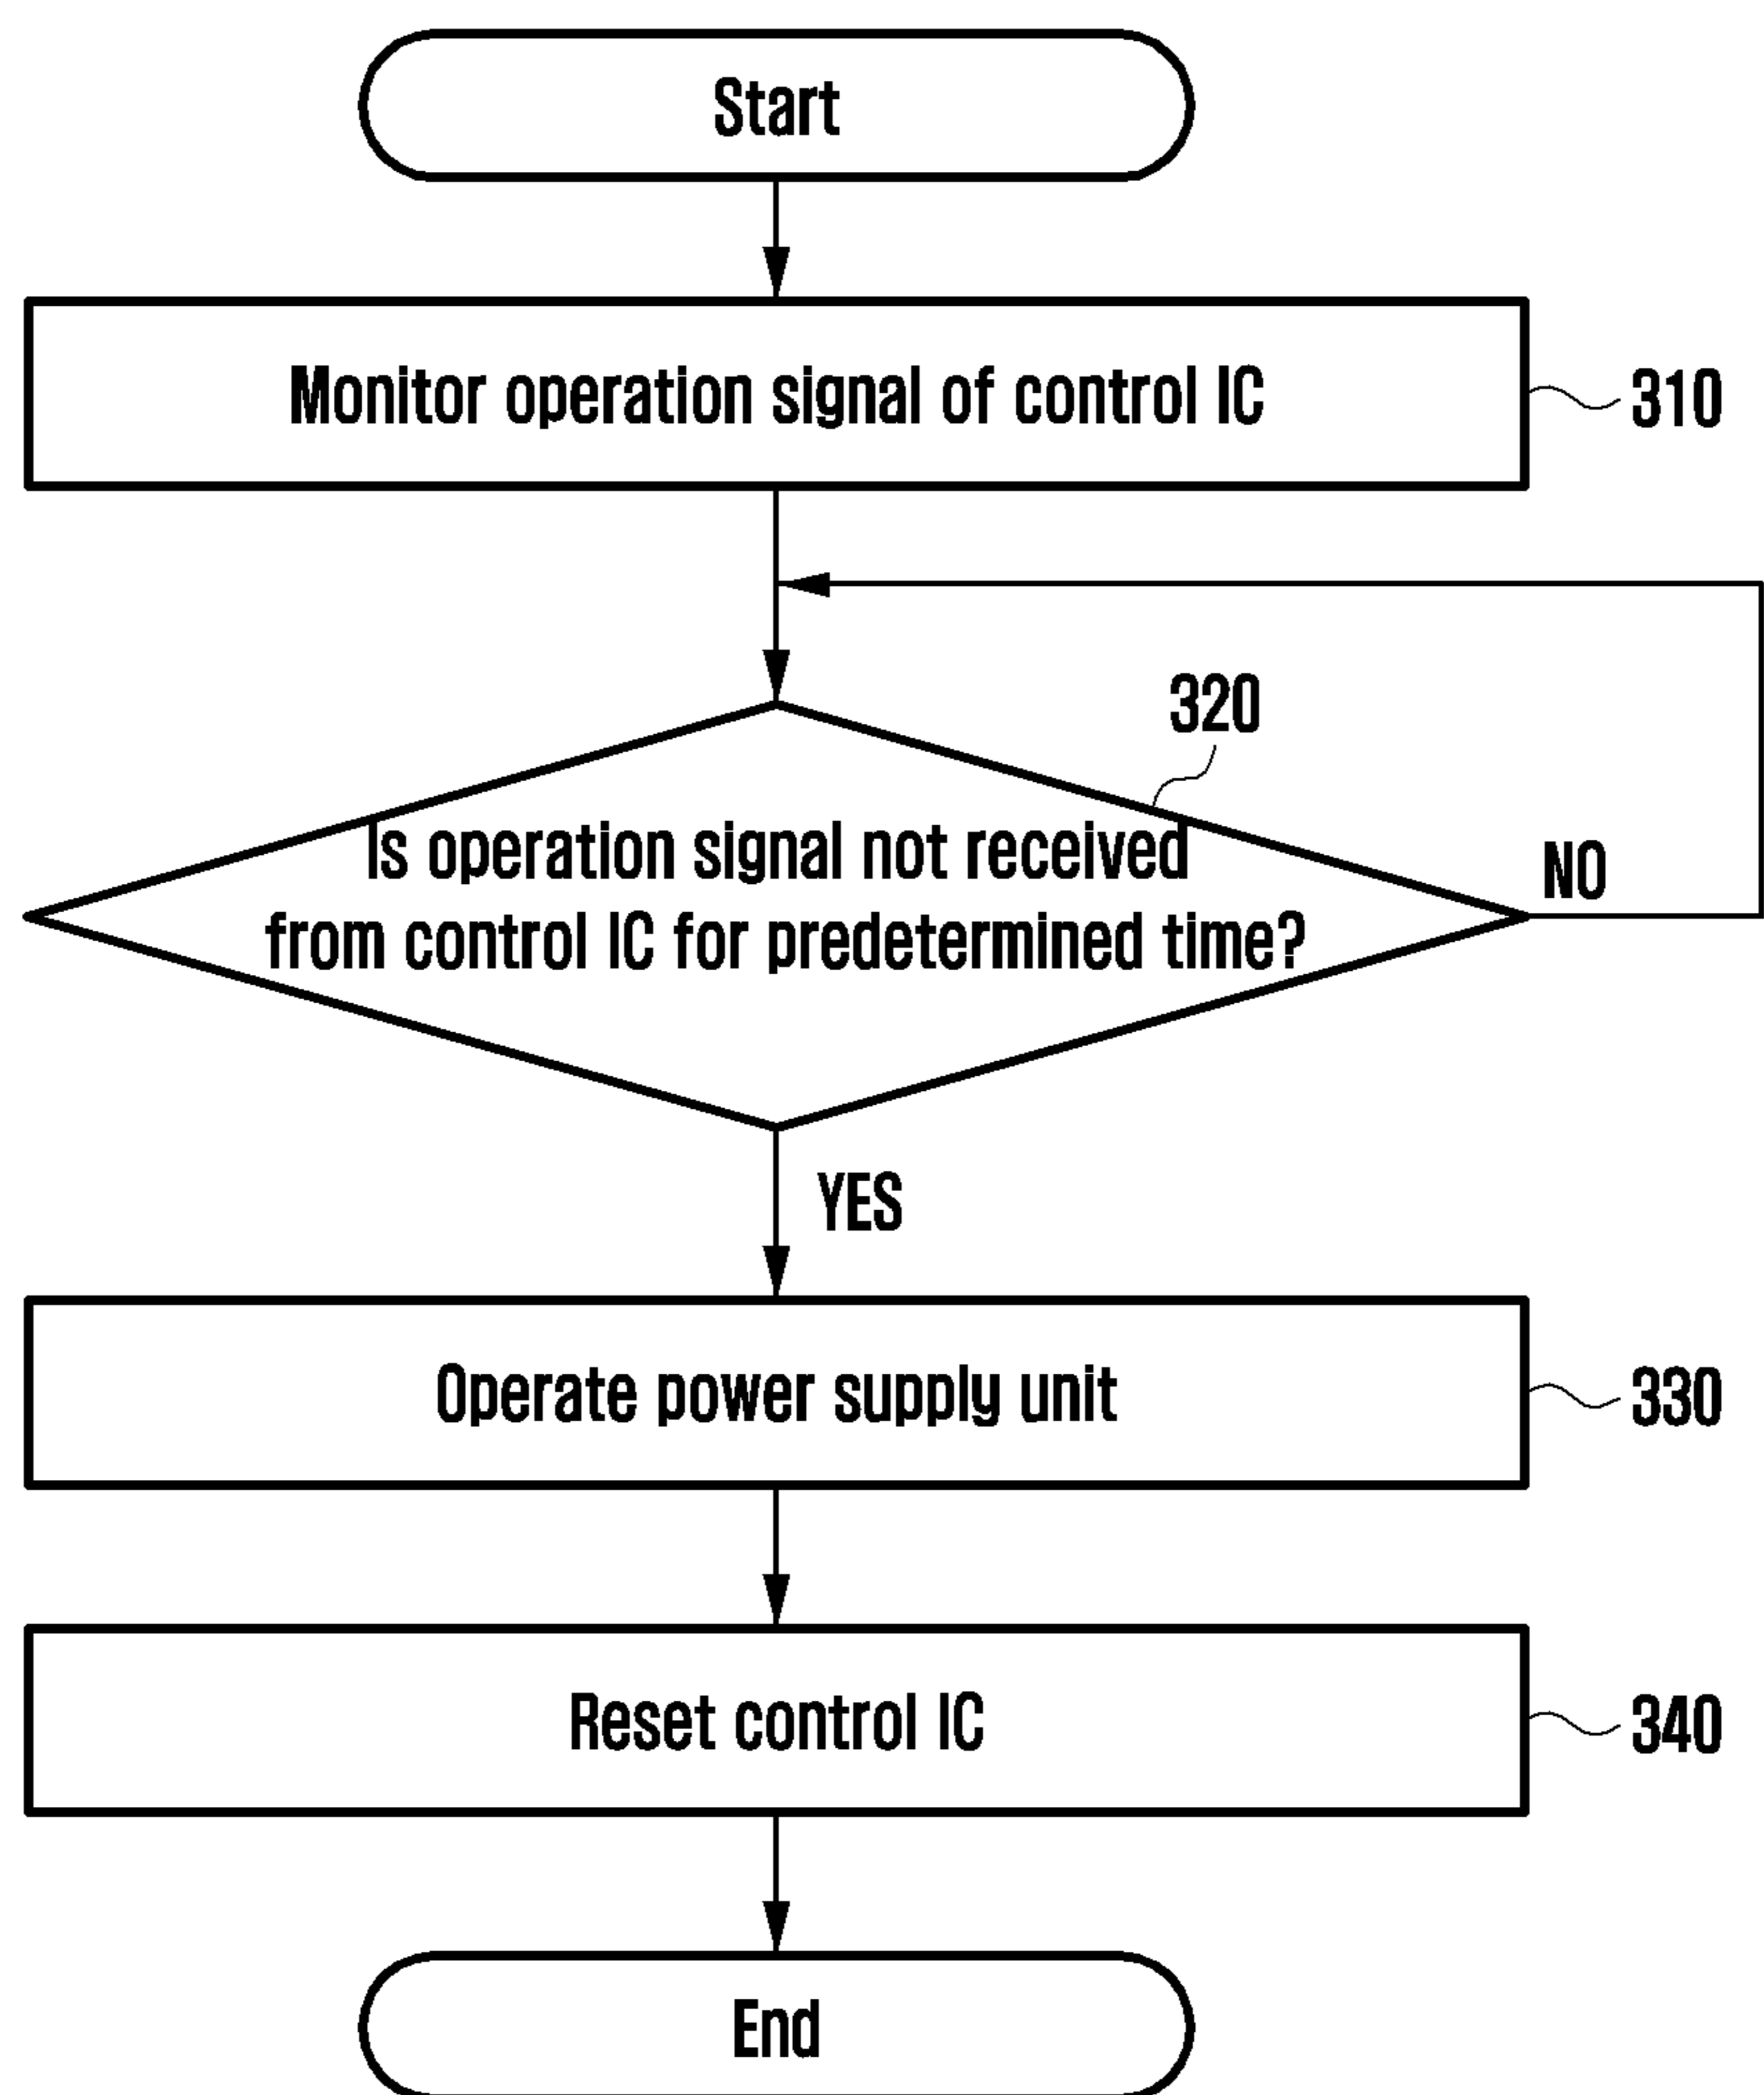 Start
Monitor operation signal of control IC
310
320
Is operation signal not received
from control IC for predetermined time?
NO
YES
Operate power supply unit
330
Reset control IC
340
End